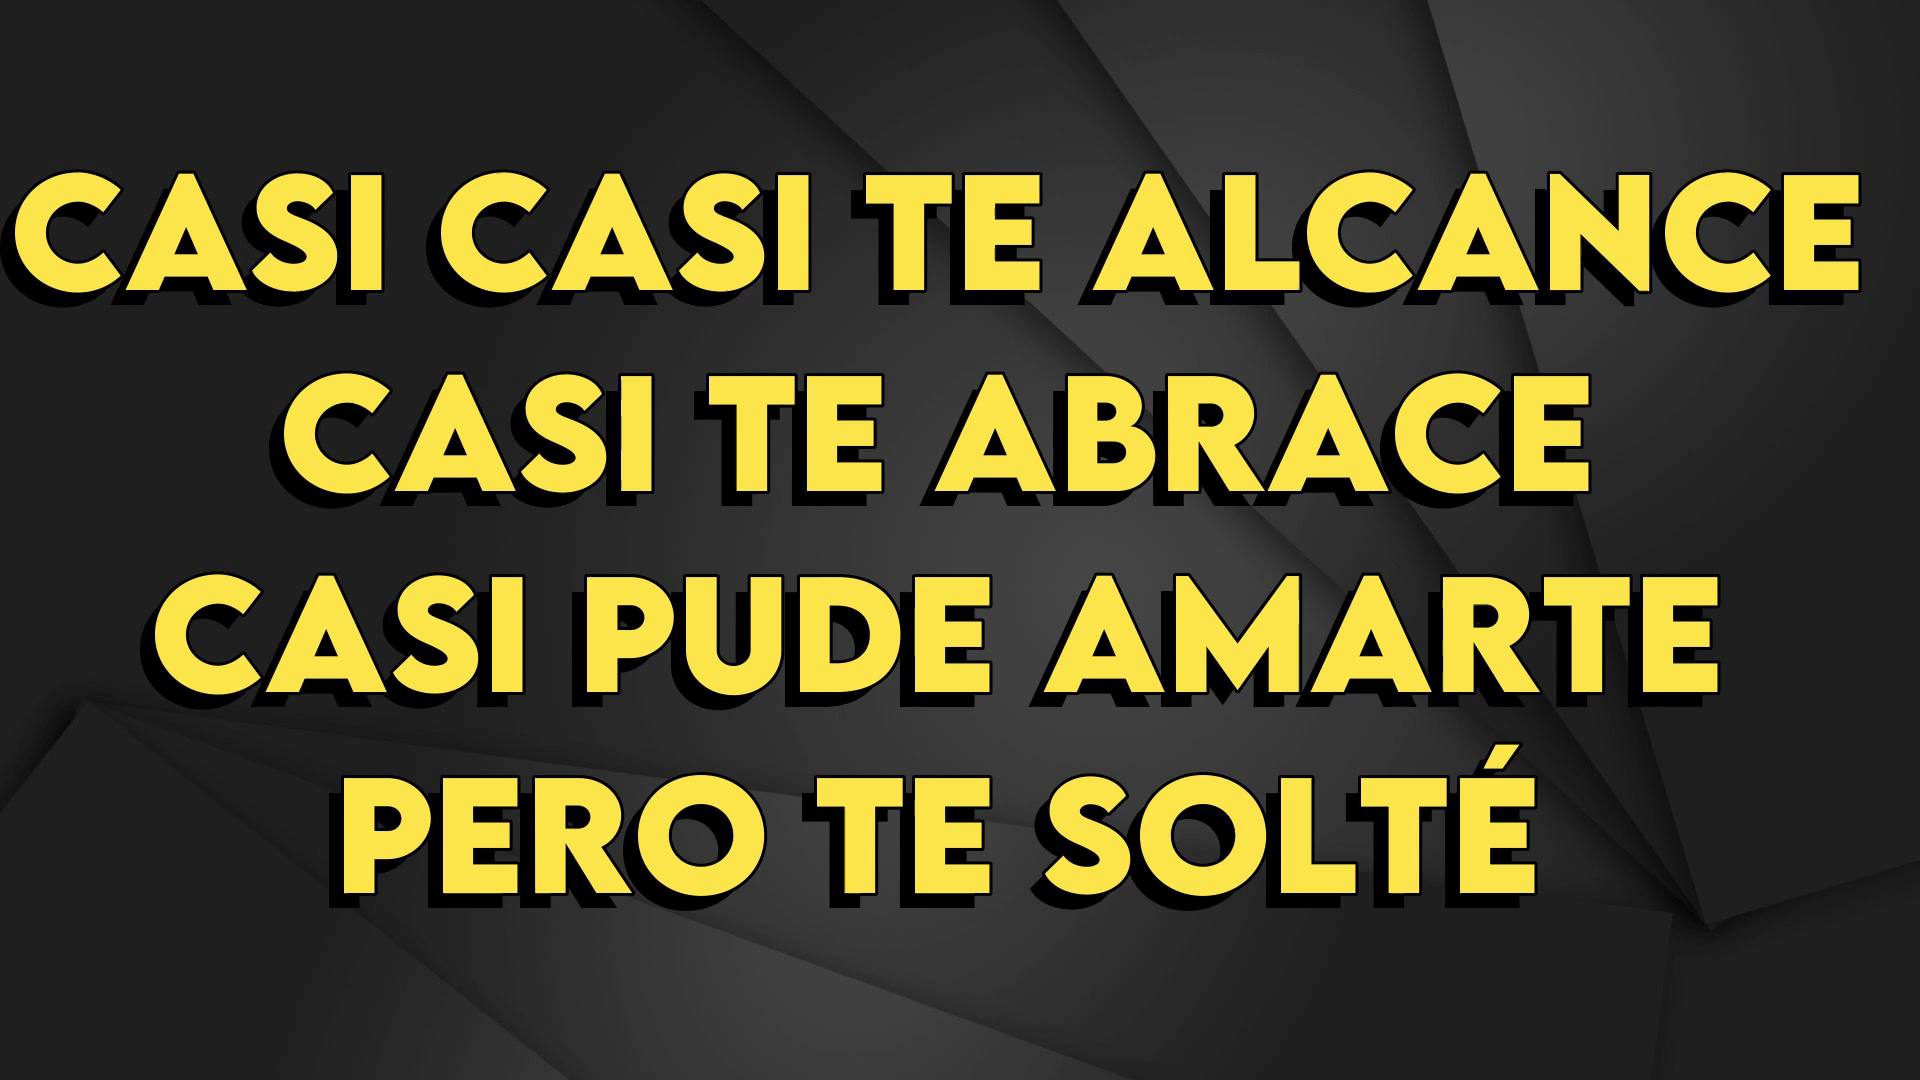 CASI CASI TE ALCANCE
CASI TE ABRACE
CASI PUDE AMARTE
PERO TE SOLTÉ